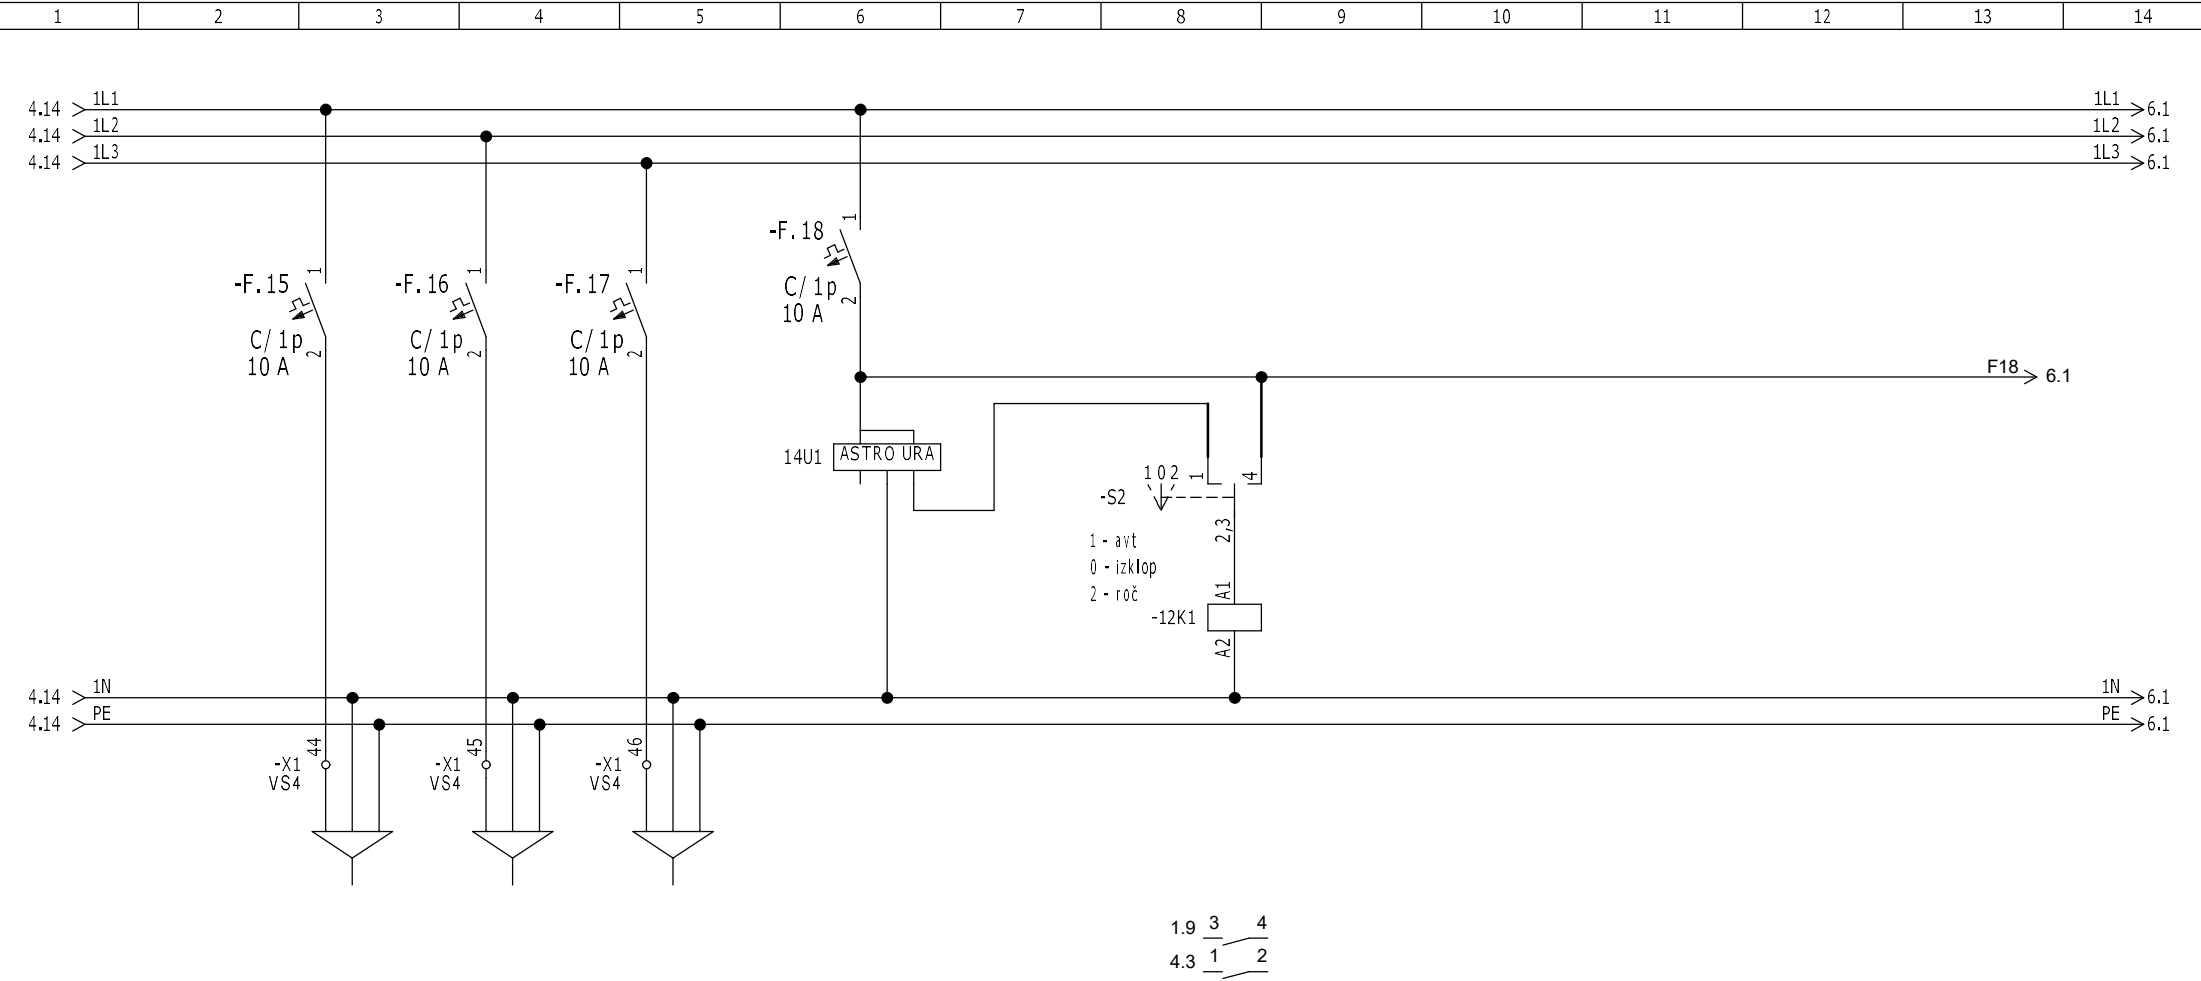 1 2 3 4 5 6 7 8 9 10 11 12 13 14
4.14 1L1 1L1 6.1
4.14 1L2 1L2 6.1
4.14 1L3 1L3 6.1
-F.18 1
C/1p 2
10 A
-F.15 1 -F.16 1 -F.17 1
C/1p 2 C/1p 2 C/1p 2
10 A 10 A 10 A
F18 6.1
14U1 ASTRO URA
1 0 2 1 4
-S2
2,3
1 - avt
0 - izklop
2 - roč
A1
-12K1
A2
4.14 1N 1N 6.1
4.14 PE PE 6.1
44 45 46
-X1 -X1 -X1
VS4 VS4 VS4
1.9 3 4
4.3 1 2